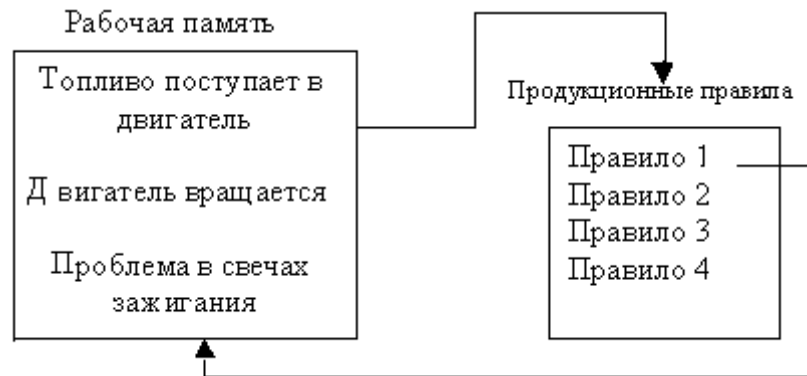 Рабочая память
Топливо поступает в
двигатель
Д вигатель вращается
Проблема в свечах
зажигания
Продукционные правила
Правило 1
Правило 2
Правило 3
Правило 4